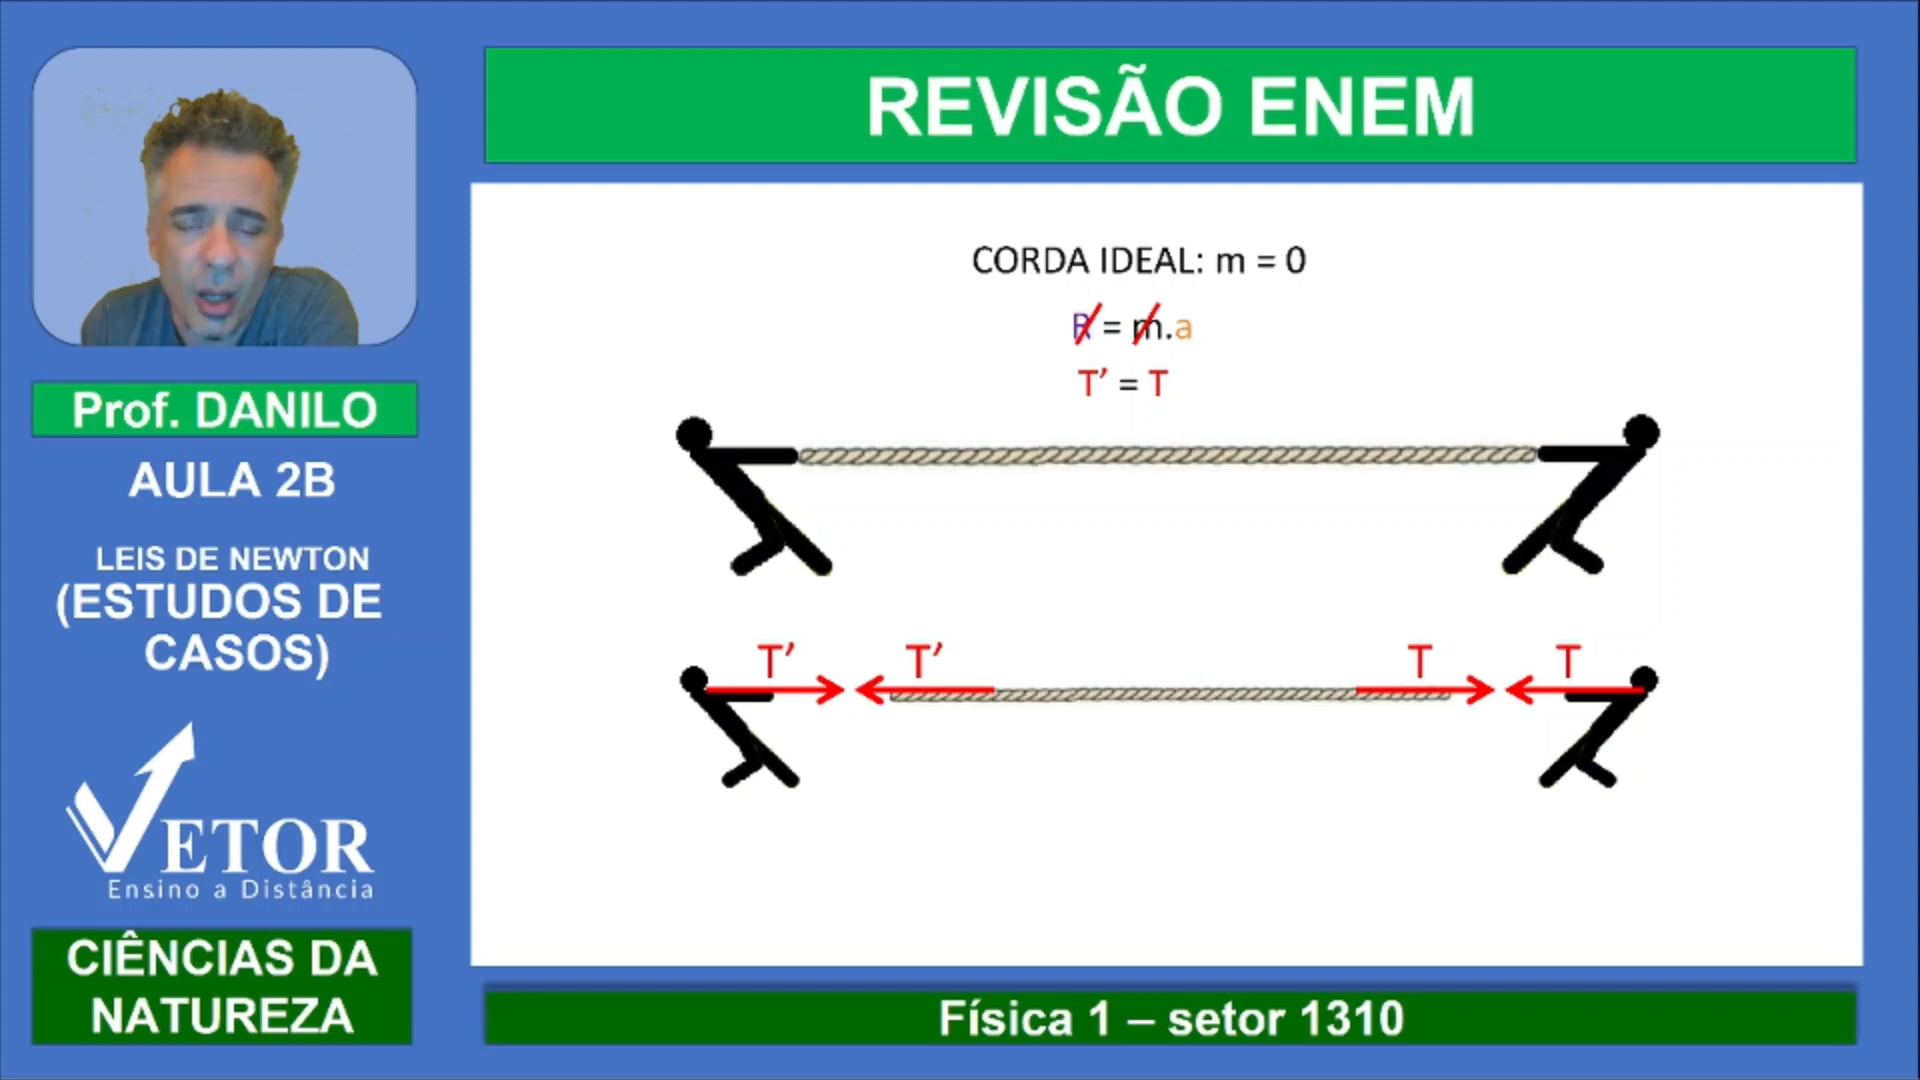 REVISÃO ENEM
CORDA IDEAL: m = 0
R = m.a
T’ = T
T’ T’ T T
Prof. DANILO
AULA 2B
LEIS DE NEWTON
(ESTUDOS DE
CASOS)
VETOR
Ensino a Distância
CIÊNCIAS DA
NATUREZA
Física 1 – setor 1310